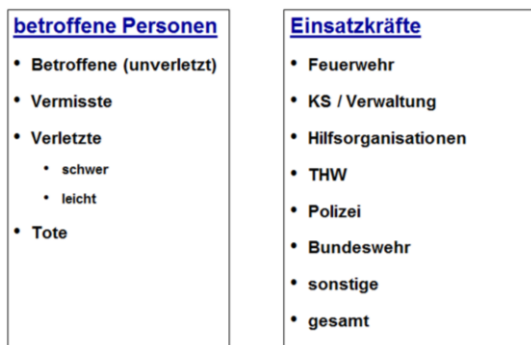 betroffene Personen
• Betroffene (unverletzt)
• Vermisste
• Verletzte
• schwer
• leicht
• Tote
Einsatzkräfte
• Feuerwehr
• KS / Verwaltung
• Hilfsorganisationen
• THW
• Polizei
• Bundeswehr
• sonstige
• gesamt